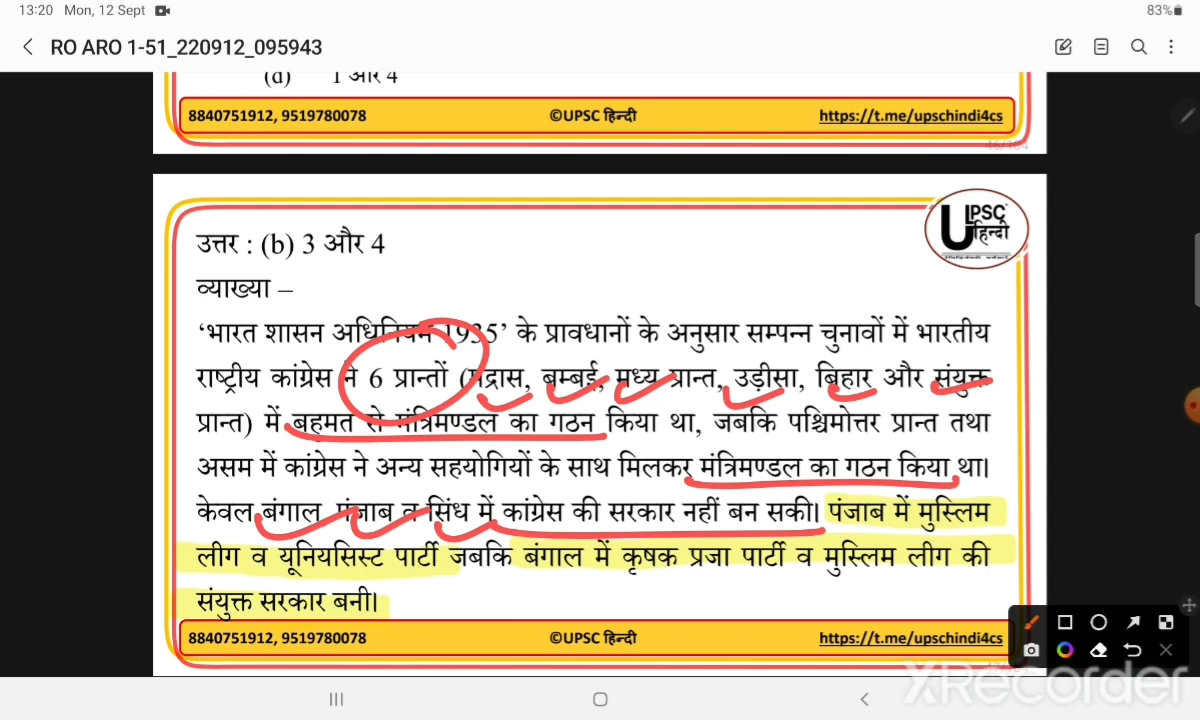 13:20 Mon, 12 Sept 83%
RO ARO 1-51_220912_095943
(d) 1 और 4
8840751912, 9519780078 ©UPSC हिन्दी https://t.me/upschindi4cs
UPSC
हिन्दी
उत्तर : (b) 3 और 4
व्याख्या –
‘भारत शासन अधिनियम 1935’ के प्रावधानों के अनुसार सम्पन्न चुनावों में भारतीय
राष्ट्रीय कांग्रेस ने 6 प्रान्तों (मद्रास, बम्बई, मध्य प्रान्त, उड़ीसा, बिहार और संयुक्त
प्रान्त) में बहुमत से मंत्रिमण्डल का गठन किया था, जबकि पश्चिमोत्तर प्रान्त तथा
असम में कांग्रेस ने अन्य सहयोगियों के साथ मिलकर मंत्रिमण्डल का गठन किया था।
केवल बंगाल पंजाब व सिंध में कांग्रेस की सरकार नहीं बन सकी। पंजाब में मुस्लिम
लीग व यूनियसिस्ट पार्टी जबकि बंगाल में कृषक प्रजा पार्टी व मुस्लिम लीग की
संयुक्त सरकार बनी।
8840751912, 9519780078 ©UPSC हिन्दी https://t.me/upschindi4cs
XRecorder